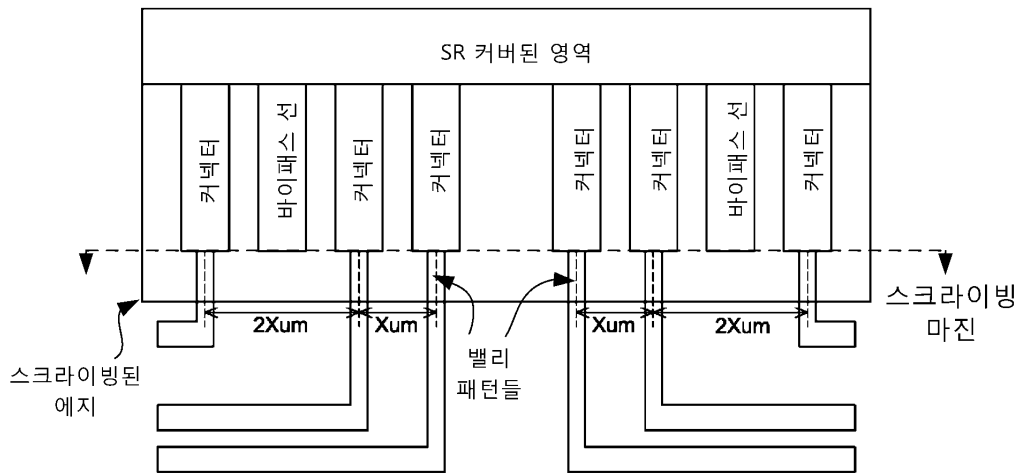 SR 커버된 영역
커넥터
바이패스 선
커넥터
커넥터
커넥터
커넥터
바이패스 선
커넥터
스크라이빙
마진
2Xum
Xum
Xum
2Xum
밸리
패턴들
스크라이빙된
에지